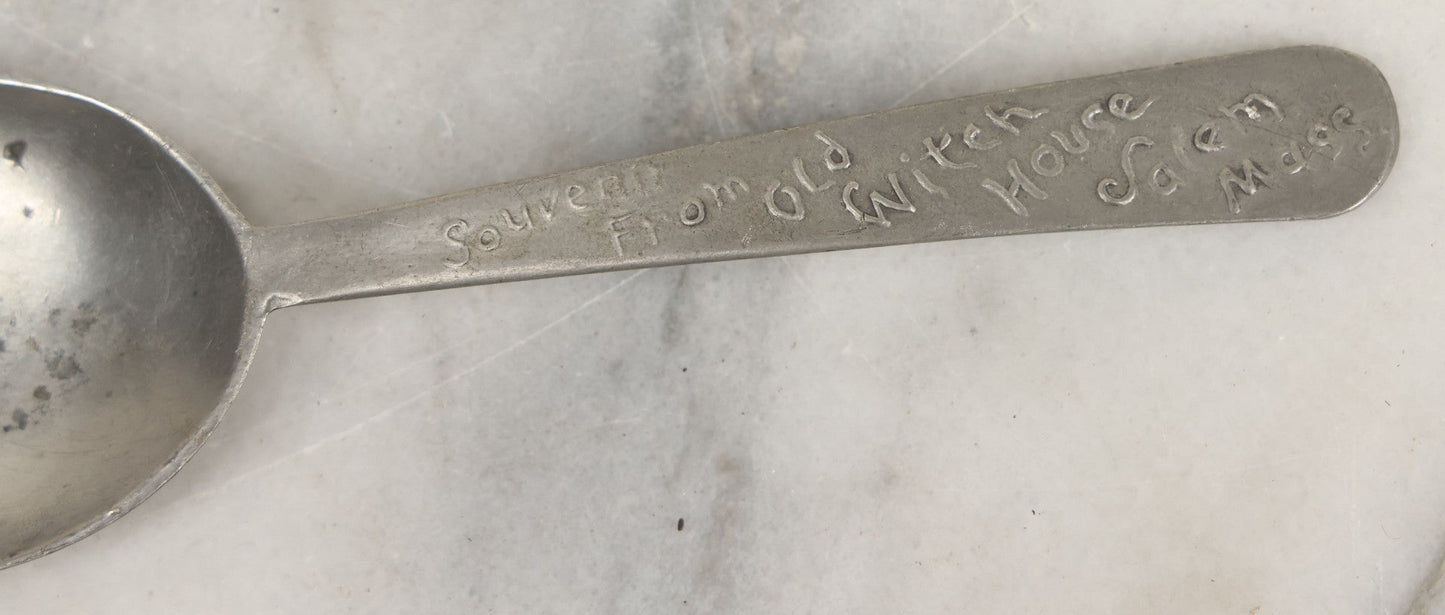 Souvenir
From
Old
Witch
House
Salem
Mass